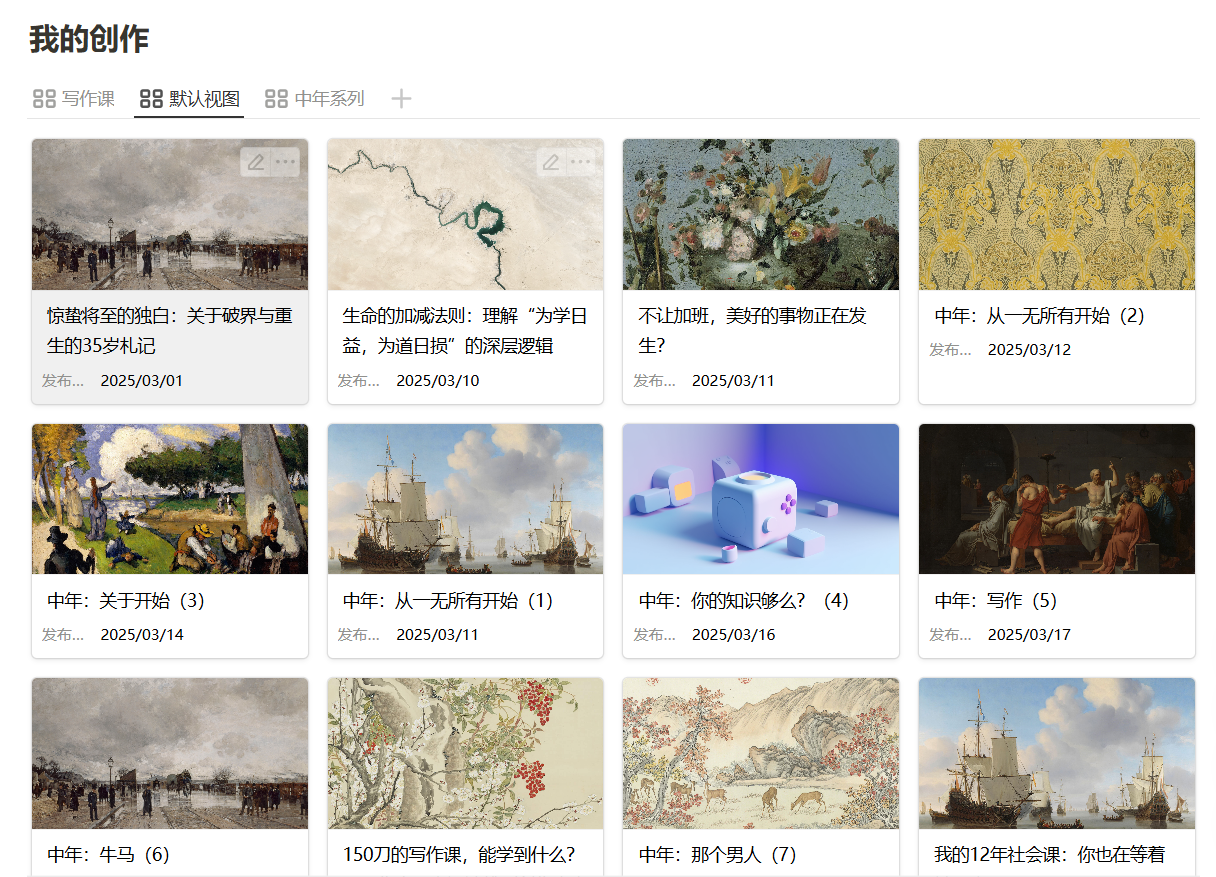 我的创作
写作课 默认视图 中年系列
惊蛰将至的独白：关于破界与重
生的35岁札记
发布... 2025/03/01
生命的加减法则：理解“为学日
益，为道日损”的深层逻辑
发布... 2025/03/10
不让加班，美好的事物正在发
生？
发布... 2025/03/11
中年：从一无所有开始（2）
发布... 2025/03/12
中年：关于开始（3）
发布... 2025/03/14
中年：从一无所有开始（1）
发布... 2025/03/11
中年：你的知识够么？（4）
发布... 2025/03/16
中年：写作（5）
发布... 2025/03/17
中年：牛马（6）
150刀的写作课，能学到什么？
中年：那个男人（7）
我的12年社会课：你也在等着